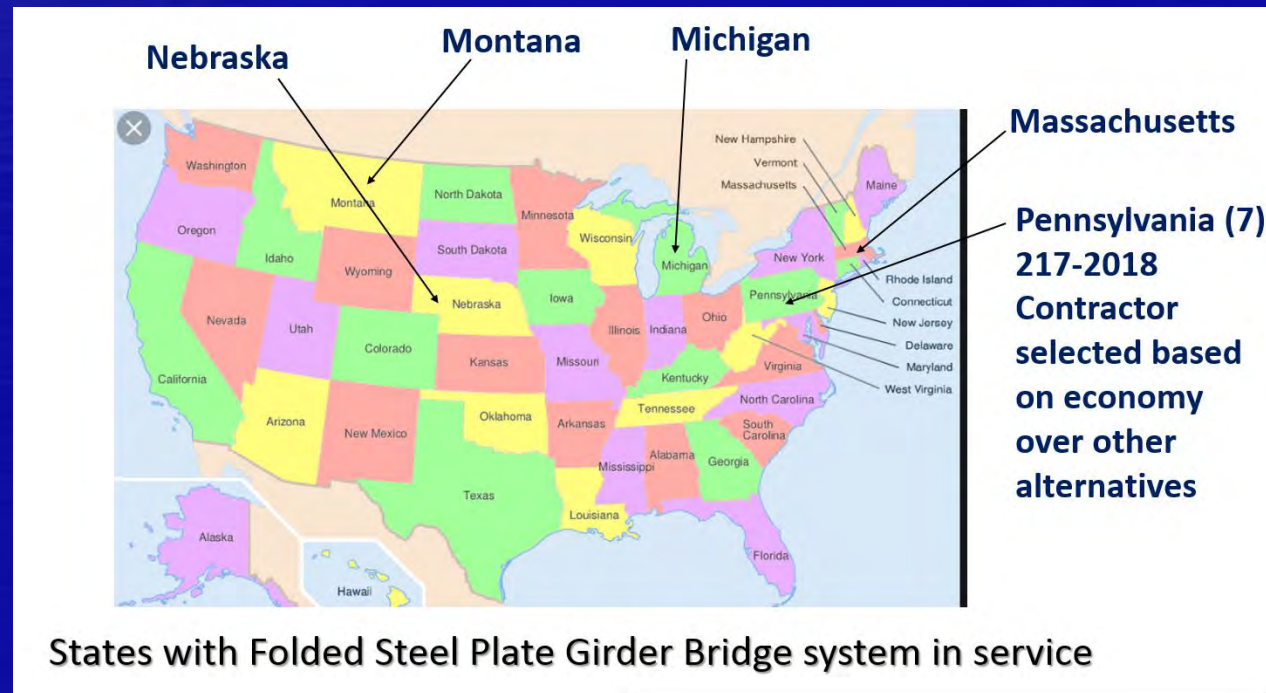 Nebraska
Montana
Michigan
Massachusetts
Pennsylvania (7)
217-2018
Contractor
selected based
on economy
over other
alternatives
Washington
Oregon
California
Nevada
Idaho
Montana
Wyoming
Utah
Arizona
Colorado
New Mexico
North Dakota
South Dakota
Nebraska
Kansas
Oklahoma
Texas
Minnesota
Iowa
Missouri
Arkansas
Louisiana
Wisconsin
Illinois
Michigan
Indiana
Ohio
Kentucky
Tennessee
Mississippi
Alabama
Georgia
Florida
South
Carolina
North Carolina
Virginia
Pennsylvania
New York
Maine
New Hampshire
Vermont
Massachusetts
Rhode Island
Connecticut
New Jersey
Delaware
Maryland
West Virginia
Alaska
Hawaii
States with Folded Steel Plate Girder Bridge system in service